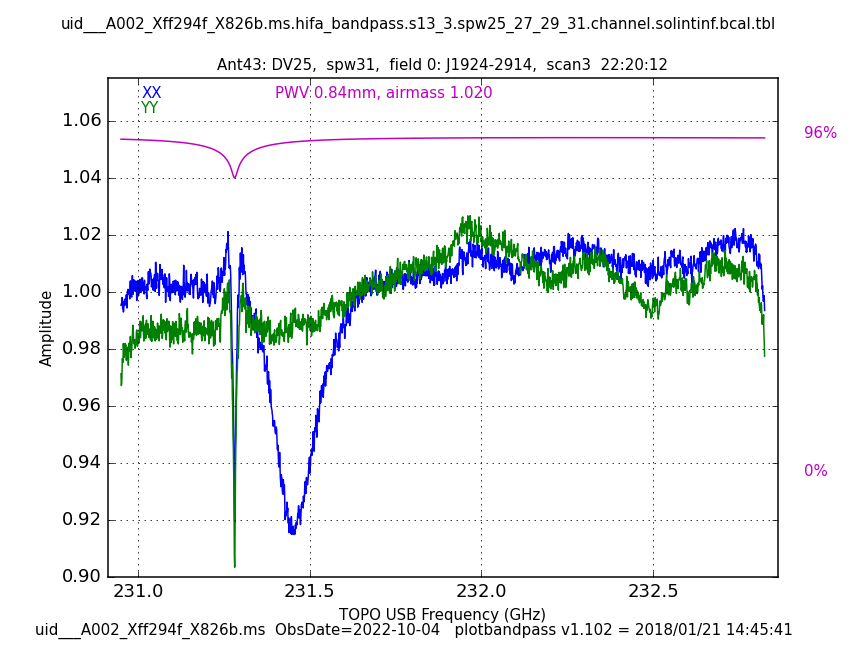 uid___A002_Xff294f_X826b.ms.hifa_bandpass.s13_3.spw25_27_29_31.channel.solintinf.bcal.tbl
Ant43: DV25,  spw31,  field 0: J1924-2914,  scan3  22:20:12
XX
PWV 0.84mm, airmass 1.020
YY
96%
0%
1.06
1.04
1.02
1.00
0.98
0.96
0.94
0.92
0.90
Amplitude
231.0 231.5 232.0 232.5
TOPO USB Frequency (GHz)
uid___A002_Xff294f_X826b.ms  ObsDate=2022-10-04   plotbandpass v1.102 = 2018/01/21 14:45:41